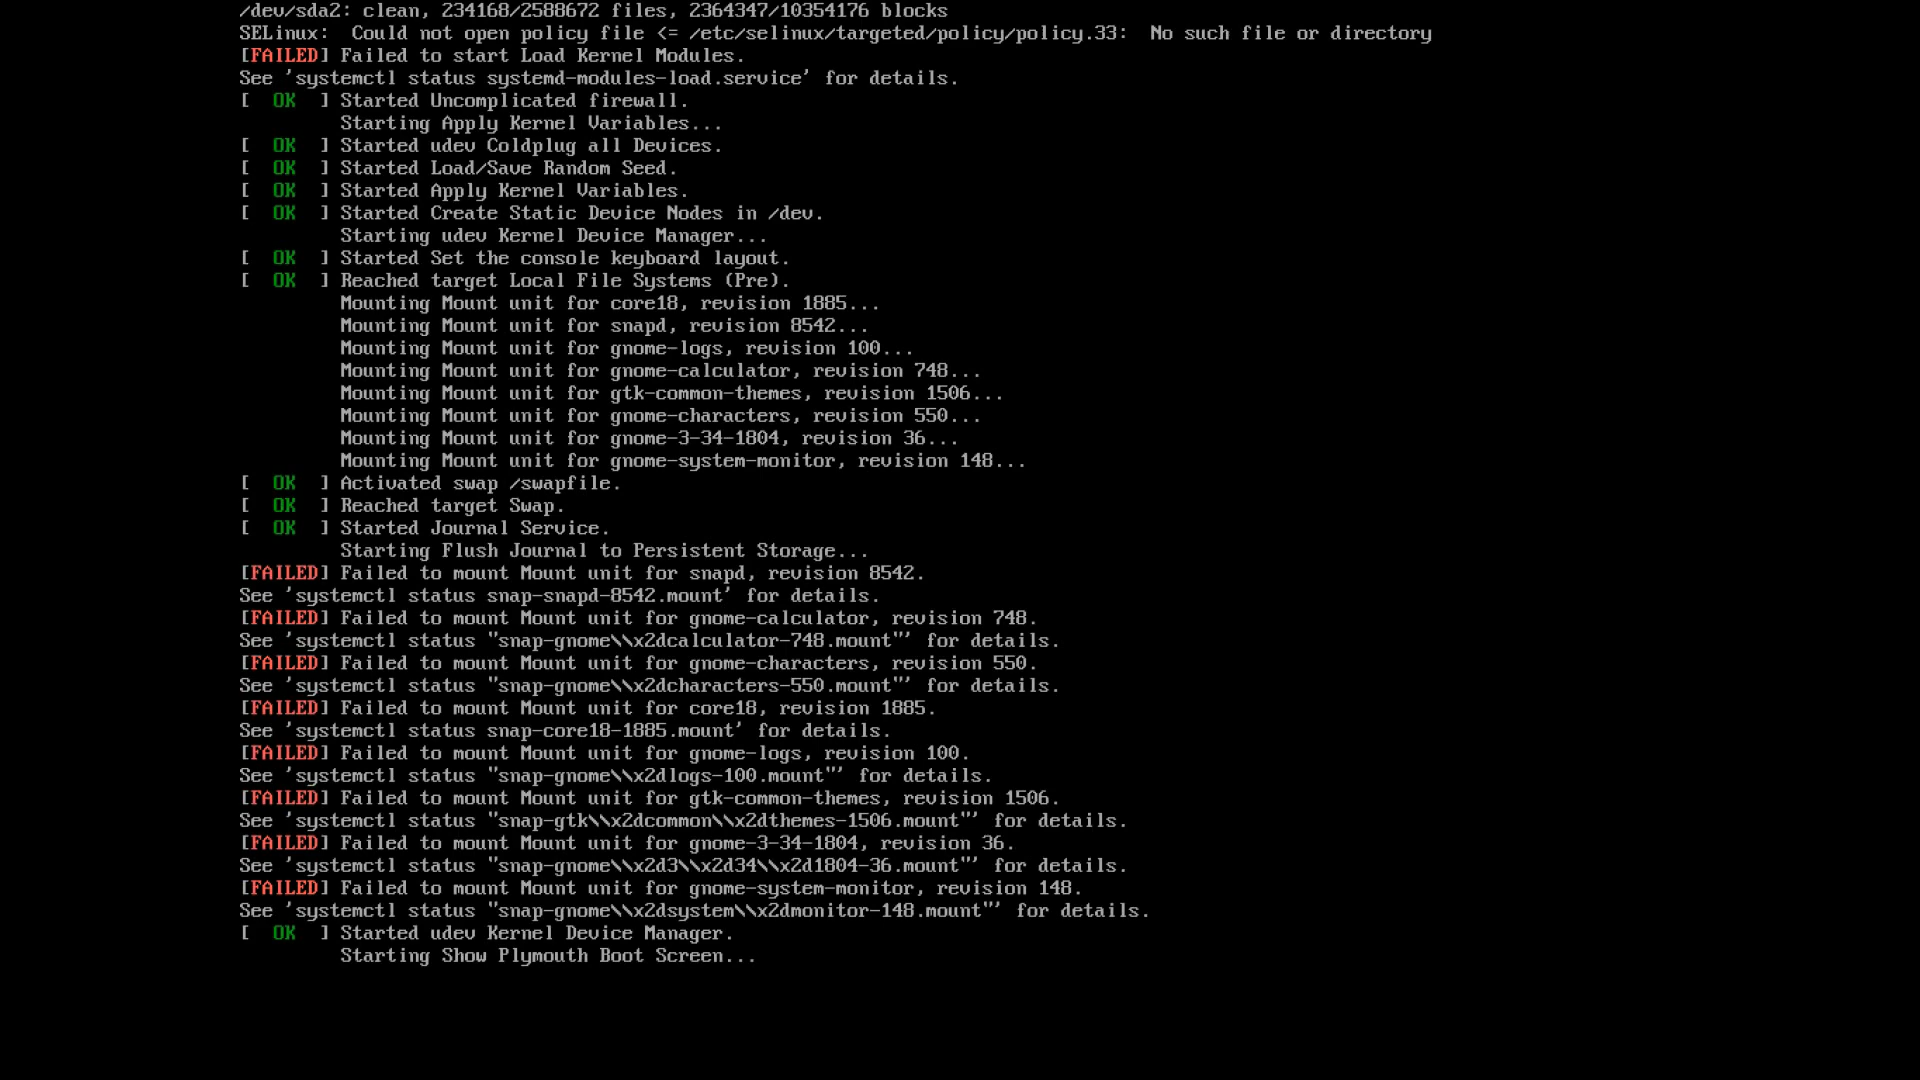 /dev/sda2: clean, 234168/2588672 files, 2364347/10354176 blocks
SELinux:  Could not open policy file <= /etc/selinux/targeted/policy/policy.33:  No such file or directory
[FAILED] Failed to start Load Kernel Modules.
See 'systemctl status systemd-modules-load.service' for details.
[  OK  ] Started Uncomplicated firewall.
         Starting Apply Kernel Variables...
[  OK  ] Started udev Coldplug all Devices.
[  OK  ] Started Load/Save Random Seed.
[  OK  ] Started Apply Kernel Variables.
[  OK  ] Started Create Static Device Nodes in /dev.
         Starting udev Kernel Device Manager...
[  OK  ] Started Set the console keyboard layout.
[  OK  ] Reached target Local File Systems (Pre).
         Mounting Mount unit for core18, revision 1885...
         Mounting Mount unit for snapd, revision 8542...
         Mounting Mount unit for gnome-logs, revision 100...
         Mounting Mount unit for gnome-calculator, revision 748...
         Mounting Mount unit for gtk-common-themes, revision 1506...
         Mounting Mount unit for gnome-characters, revision 550...
         Mounting Mount unit for gnome-3-34-1804, revision 36...
         Mounting Mount unit for gnome-system-monitor, revision 148...
[  OK  ] Activated swap /swapfile.
[  OK  ] Reached target Swap.
[  OK  ] Started Journal Service.
         Starting Flush Journal to Persistent Storage...
[FAILED] Failed to mount Mount unit for snapd, revision 8542.
See 'systemctl status snap-snapd-8542.mount' for details.
[FAILED] Failed to mount Mount unit for gnome-calculator, revision 748.
See 'systemctl status "snap-gnome\\x2dcalculator-748.mount"' for details.
[FAILED] Failed to mount Mount unit for gnome-characters, revision 550.
See 'systemctl status "snap-gnome\\x2dcharacters-550.mount"' for details.
[FAILED] Failed to mount Mount unit for core18, revision 1885.
See 'systemctl status snap-core18-1885.mount' for details.
[FAILED] Failed to mount Mount unit for gnome-logs, revision 100.
See 'systemctl status "snap-gnome\\x2dlogs-100.mount"' for details.
[FAILED] Failed to mount Mount unit for gtk-common-themes, revision 1506.
See 'systemctl status "snap-gtk\\x2dcommon\\x2dthemes-1506.mount"' for details.
[FAILED] Failed to mount Mount unit for gnome-3-34-1804, revision 36.
See 'systemctl status "snap-gnome\\x2d3\\x2d34\\x2d1804-36.mount"' for details.
[FAILED] Failed to mount Mount unit for gnome-system-monitor, revision 148.
See 'systemctl status "snap-gnome\\x2dsystem\\x2dmonitor-148.mount"' for details.
[  OK  ] Started udev Kernel Device Manager.
         Starting Show Plymouth Boot Screen...